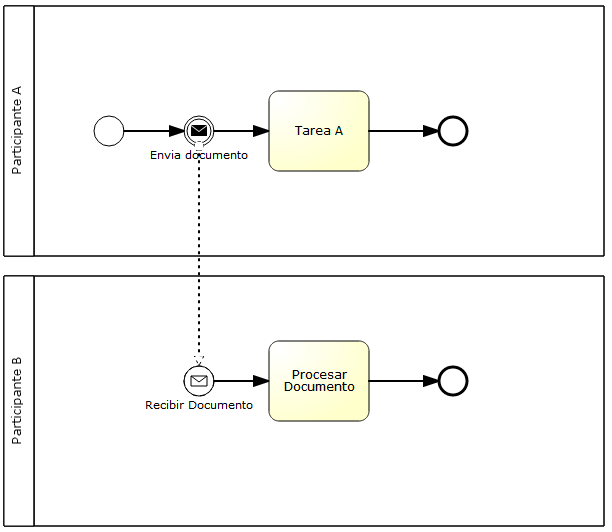 Participante A
Envia documento
Tarea A
Participante B
Recibir Documento
Procesar
Documento